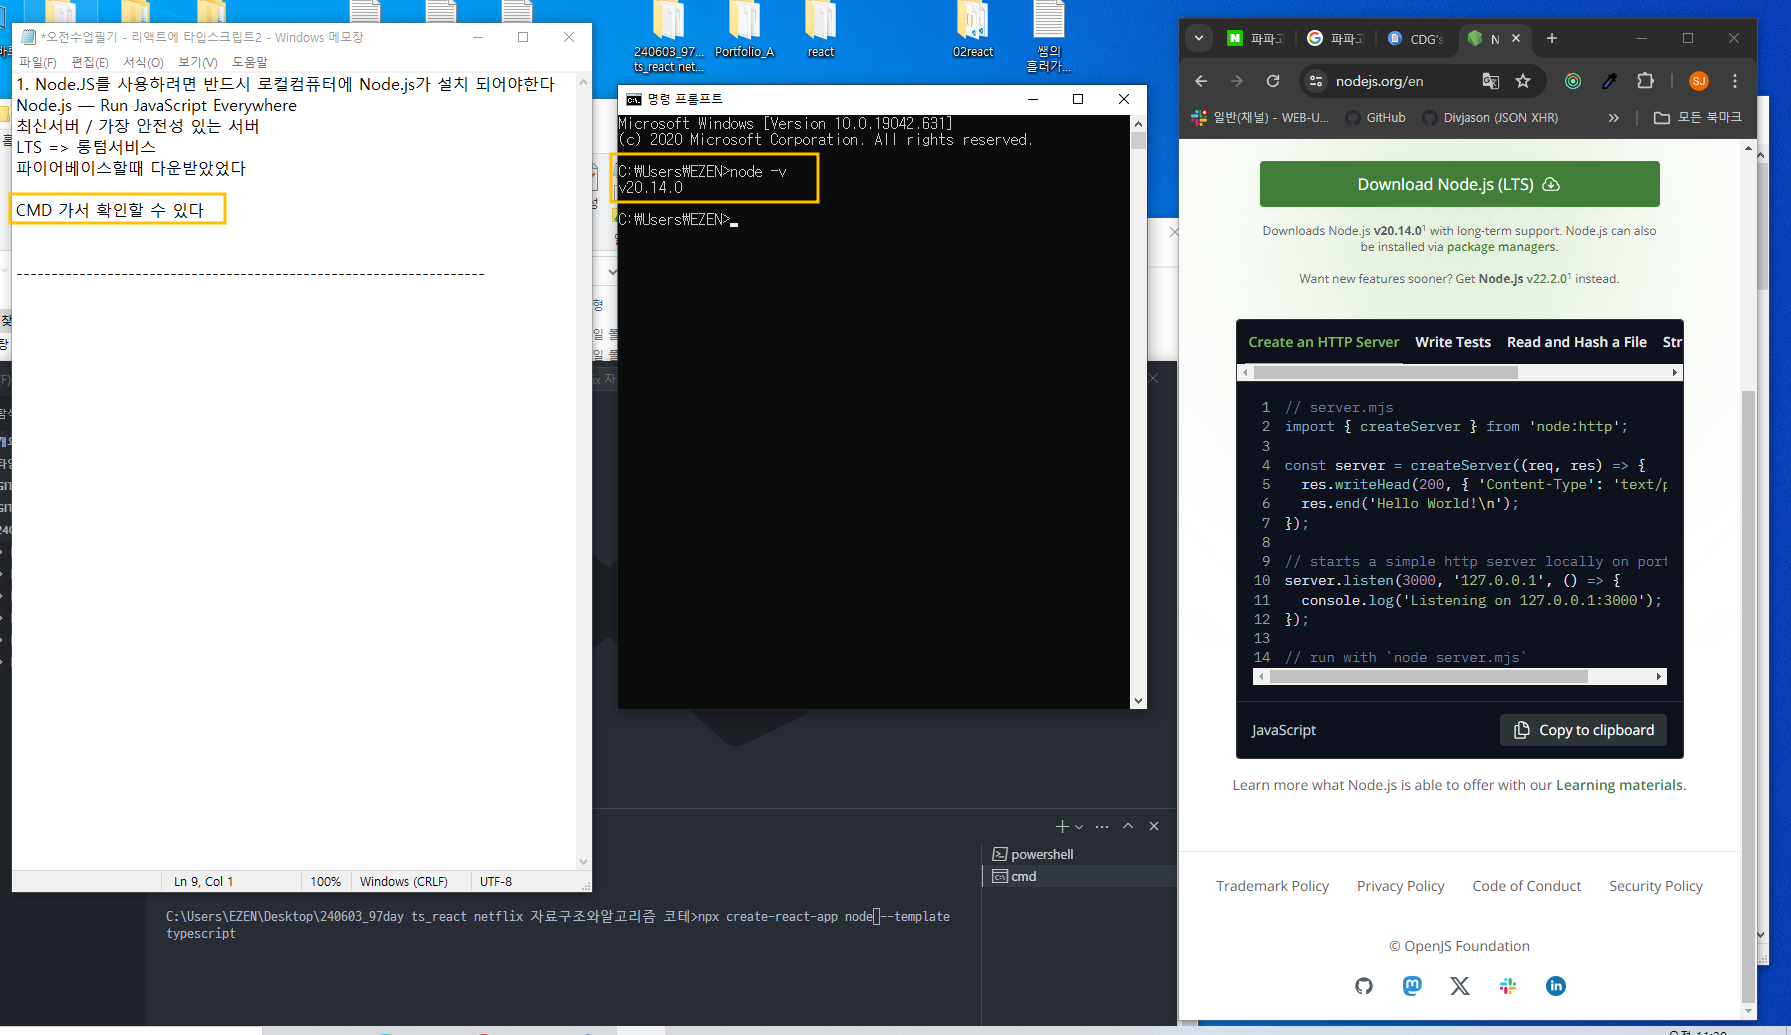 240603_97...
ts_react net...
Portfolio_A
react
02react
쌤의
흘러가...
*오전수업필기 - 리액트에 타입스크립트2 - Windows 메모장
파일(F) 편집(E) 서식(O) 보기(V) 도움말
1. Node.JS를 사용하려면 반드시 로컬컴퓨터에 Node.js가 설치 되어야한다
Node.js — Run JavaScript Everywhere
최신서버 / 가장 안전성 있는 서버
LTS => 롱텀서비스
파이어베이스할때 다운받았었다
CMD 가서 확인할 수 있다
-------------------------------------------------------------------
Ln 9, Col 1 100% Windows (CRLF) UTF-8
명령 프롬프트
Microsoft Windows [Version 10.0.19042.631]
(c) 2020 Microsoft Corporation. All rights reserved.
C:₩Users₩EZEN>node -v
v20.14.0
C:₩Users₩EZEN>
powershell
cmd
C:\Users\EZEN\Desktop\240603_97day ts_react netflix 자료구조와알고리즘 코테>npx create-react-app node --template
typescript
파파고
파파고
CDG's
N
nodejs.org/en
SJ
일반(채널) - WEB-U... GitHub Divjason (JSON XHR) » 모든 북마크
Download Node.js (LTS)
Downloads Node.js v20.14.0¹ with long-term support. Node.js can also
be installed via package managers.
Want new features sooner? Get Node.js v22.2.0¹ instead.
Create an HTTP Server Write Tests Read and Hash a File Str
1 // server.mjs
2 import { createServer } from 'node:http';
3
4 const server = createServer((req, res) => {
5 res.writeHead(200, { 'Content-Type': 'text/p
6 res.end('Hello World!\n');
7 });
8
9 // starts a simple http server locally on port
10 server.listen(3000, '127.0.0.1', () => {
11 console.log('Listening on 127.0.0.1:3000');
12 });
13
14 // run with `node server.mjs`
JavaScript
Copy to clipboard
Learn more what Node.js is able to offer with our Learning materials.
Trademark Policy Privacy Policy Code of Conduct Security Policy
© OpenJS Foundation